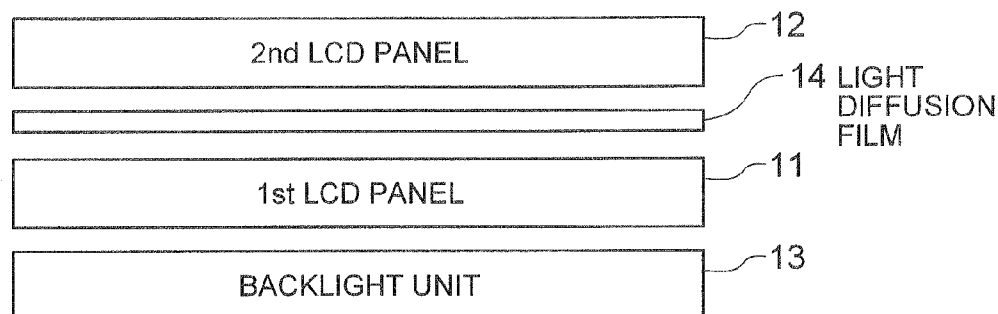 2nd LCD PANEL
12
14 LIGHT
DIFFUSION
FILM
1st LCD PANEL
11
BACKLIGHT UNIT
13